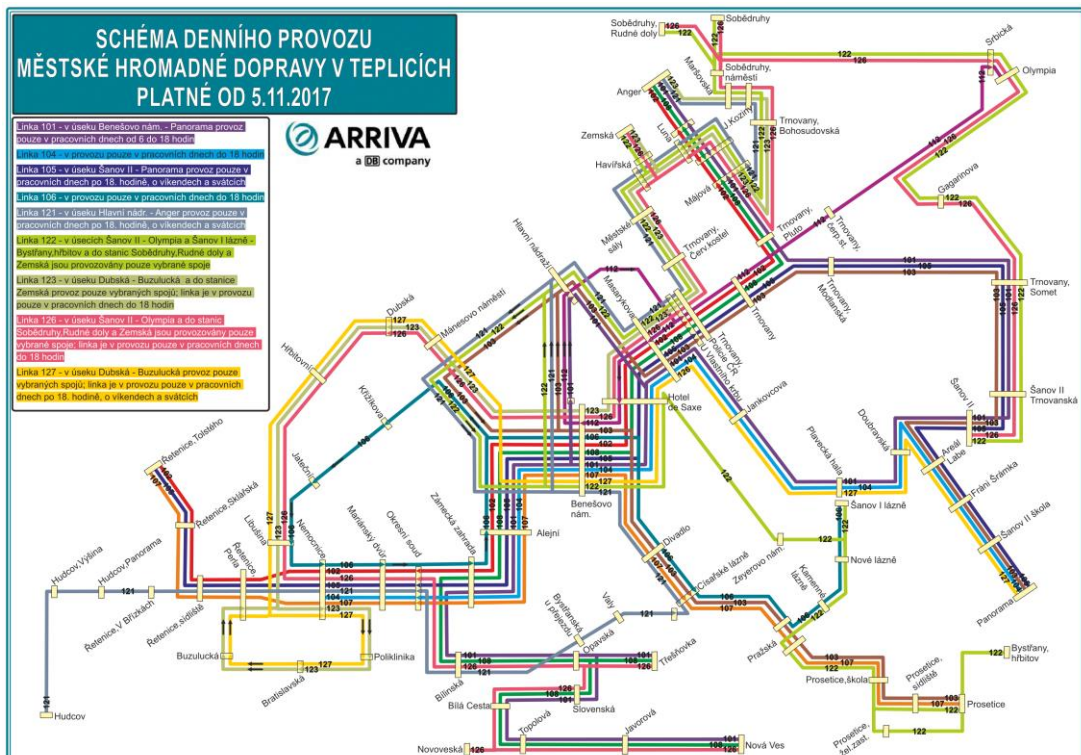 SCHÉMA DENNÍHO PROVOZU
MĚSTSKÉ HROMADNÉ DOPRAVY V TEPLICÍCH
PLATNÉ OD 5.11.2017
Linka 101 - v úseku Benešovo nám. - Panorama provoz
pouze v pracovních dnech od 6 do 18 hodin
Linka 104 - v provozu pouze v pracovních dnech do 18 hodin
Linka 105 - v úseku Šanov II - Panorama provoz pouze v
pracovních dnech po 18. hodině, o víkendech a svátcích
Linka 106 - v provozu pouze v pracovních dnech do 18 hodin
Linka 121 - v úseku Hlavní nádr. - Anger provoz pouze v
pracovních dnech po 18. hodině, o víkendech a svátcích
Linka 122 - v úsecích Šanov II - Olympia a Šanov I lázně -
Bystřany,hřbitov a do stanic Sobědruhy,Rudné doly a
Zemská jsou provozovány pouze vybrané spoje
Linka 123 - v úseku Dubská - Buzulucká a do stanice
Zemská provoz pouze vybraných spojů; linka je v provozu
pouze v pracovních dnech do 18 hodin
Linka 126 - v úseku Šanov II - Olympia a do stanic
Sobědruhy,Rudné doly a Zemská jsou provozovány pouze
vybrané spoje; linka je v provozu pouze v pracovních dnech
do 18 hodin
Linka 127 - v úseku Dubská - Buzulucká provoz pouze
vybraných spojů; linka je v provozu pouze v pracovních
dnech po 18. hodině, o víkendech a svátcích
ARRIVA
a DB company
Sobědruhy,
Rudné doly
Sobědruhy
Maršovská
Sobědruhy,
náměstí
Srbická
Olympia
Anger
Luna
J.Koziny
Trnovany,
Bohosudovská
Zemská
Havířská
Májová
Gagarinova
Městské
sály
Trnovany,
Červ.kostel
Trnovany,
Pluto
Trnovany,
čerp.st.
Hlavní nádraží
Masarykova
Trnovany
Trnovany,
Modlanská
Trnovany,
Somet
Dubská
Mánesovo náměstí
Trnovany,
Policie ČR
U Vlastního krbu
Hřbitovní
Křížíkova
Hotel
de Saxe
Jankovcova
Šanov II
Trnovanská
Šanov II
Doubravská
Areál
Labe
Plavecká hala
Fráni Šrámka
Jateční
Řetenice,Tolstého
Řetenice,Sklářská
Libušina
Nemocnice
Mariánský dvůr
Okresní soud
Zámecká zahrada
Alejní
Benešovo
nám.
Šanov I lázně
Šanov II škola
Divadlo
Zeyerovo nám.
Nové lázně
Hudcov,Výšina
Hudcov,Panorama
Řetenice,V Břízkách
Řetenice,sídliště
Řetenice,
Perla
Císařské lázně
Kamenné
lázně
Panorama
Valy
Bystřanská
u přejezdu
Opavská
Pražská
Buzulucká
Poliklinika
Bratislavská
Bílinská
Třešňovka
Bystřany,
hřbitov
Prosetice,škola
Prosetice,
sídliště
Prosetice
Hudcov
Bílá Cesta
Slovenská
Prosetice,
žel.zast.
Novoveská
Topolová
Javorová
Nová Ves